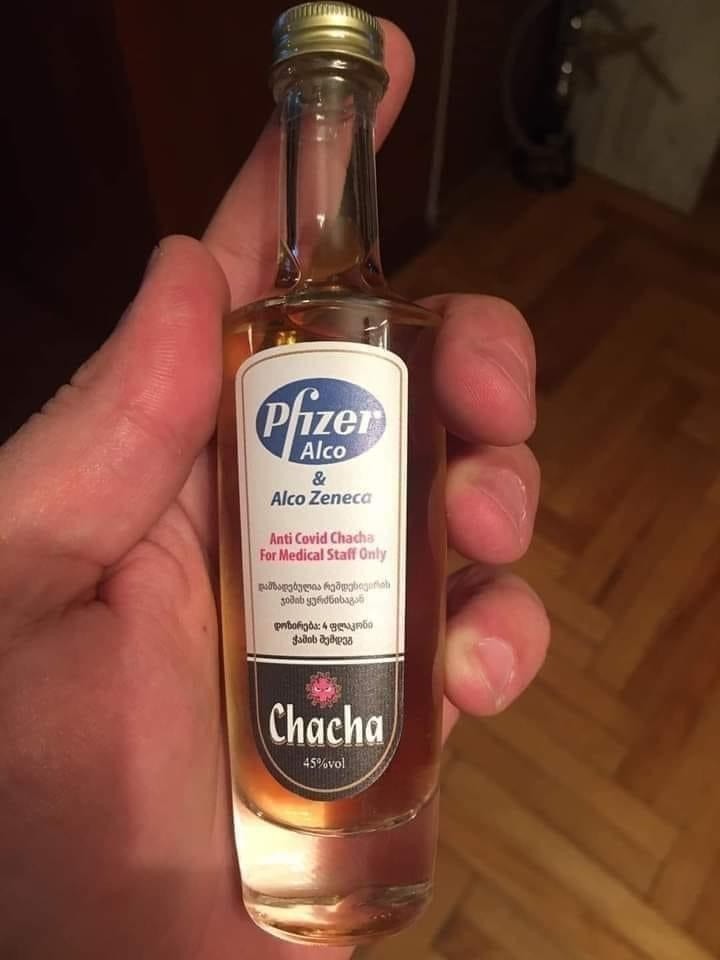 Pfizer
Alco
&
Alco Zeneca
Anti Covid Chacha
For Medical Staff Only
დამზადებულია რემდესივირის
ჯიშის ყურძნისაგან
დოზირება: 4 ფლაკონი
ჭამის შემდეგ
Chacha
45%vol